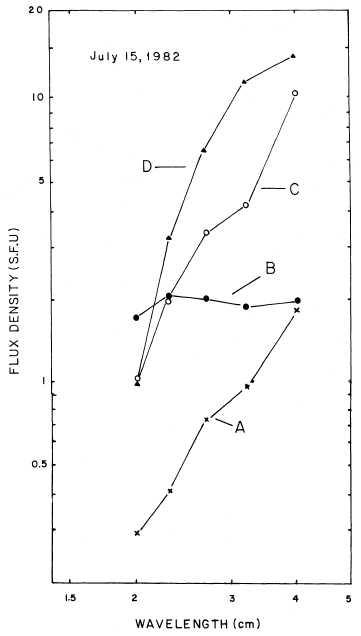 20
July 15, 1982
10
D
5
C
B
FLUX DENSITY (S.F.U)
1
A
0.5
1.5 2 3 4 5
WAVELENGTH (cm)